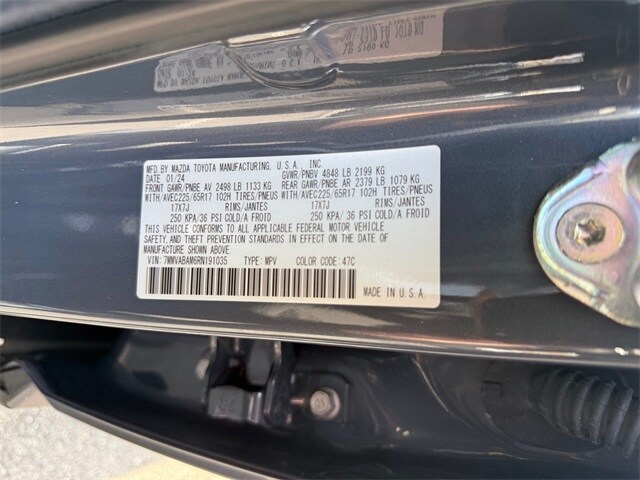 MFD.BY MAZDA TOYOTA MANUFACTURING, U.S.A., INC.
DATE 01/24 GVWR/PNBV 4848 LB 2199 KG
FRONT GAWR/PNBE AV 2498 LB 1133 KG REAR GAWR/PNBE AR 2379 LB 1079 KG
WITH/AVEC225/65R17 102H TIRES/PNEUS WITH/AVEC225/65R17 102H TIRES/PNEUS
17X7J RIMS/JANTES 17X7J RIMS/JANTES
250 KPA/36 PSI COLD/A FROID 250 KPA/36 PSI COLD/A FROID
THIS VEHICLE CONFORMS TO ALL APPLICABLE FEDERAL MOTOR VEHICLE
SAFETY, AND THEFT PREVENTION STANDARDS IN EFFECT ON THE DATE OF
MANUFACTURE SHOWN ABOVE.
VIN: 7MMVABAM6RN191035 TYPE: MPV COLOR CODE: 47C
MADE IN U.S.A.